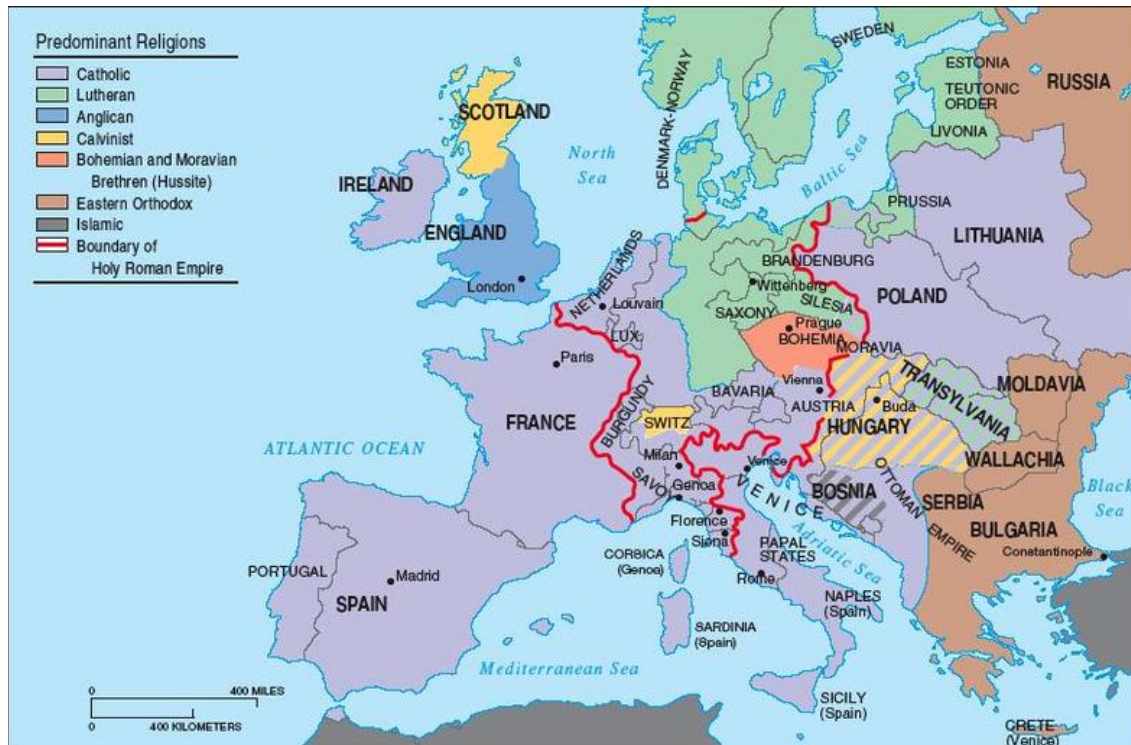 Predominant Religions
Catholic
Lutheran
Anglican
Calvinist
Bohemian and Moravian
Brethren (Hussite)
Eastern Orthodox
Islamic
Boundary of
Holy Roman Empire
SWEDEN
DENMARK-NORWAY
ESTONIA
TEUTONIC
ORDER
LIVONIA
RUSSIA
SCOTLAND
North
Sea
Baltic Sea
IRELAND
ENGLAND
London
PRUSSIA
LITHUANIA
NETHERLANDS
Louvain
LUX.
BRANDENBURG
Wittenberg
SAXONY
SILESIA
POLAND
Prague
BOHEMIA
MORAVIA
Paris
FRANCE
BURGUNDY
BAVARIA
Vienna
AUSTRIA
TRANSYLVANIA
MOLDAVIA
Buda
HUNGARY
SWITZ
ATLANTIC OCEAN
Milan
Venice
SAVOY
Genoa
VENICE
BOSNIA
OTTOMAN
EMPIRE
WALLACHIA
SERBIA
BULGARIA
Black
Sea
Constantinople
Florence
Siena
Adriatic Sea
PAPAL
STATES
Rome
CORSICA
(Genoa)
PORTUGAL
Madrid
SPAIN
NAPLES
(Spain)
SARDINIA
(Spain)
Mediterranean Sea
SICILY
(Spain)
CRETE
(Venice)
0
400 MILES
0
400 KILOMETERS